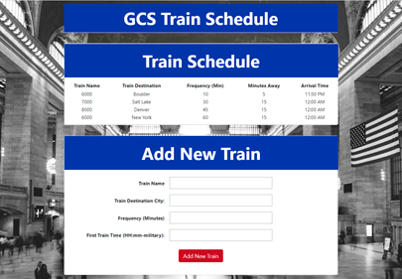 GCS Train Schedule
Train Schedule
Train Name Train Destination Frequency (Min) Minutes Away Arrival Time
6000 Boulder 10 5 11:50 PM
7000 Salt Lake 30 15 12:00 AM
8000 Denver 45 15 12:00 AM
6000 New York 60 15 12:00 AM
Add New Train
Train Name
Train Destination City:
Frequency (Minutes)
First Train Time (HH:mm-military):
Add New Train